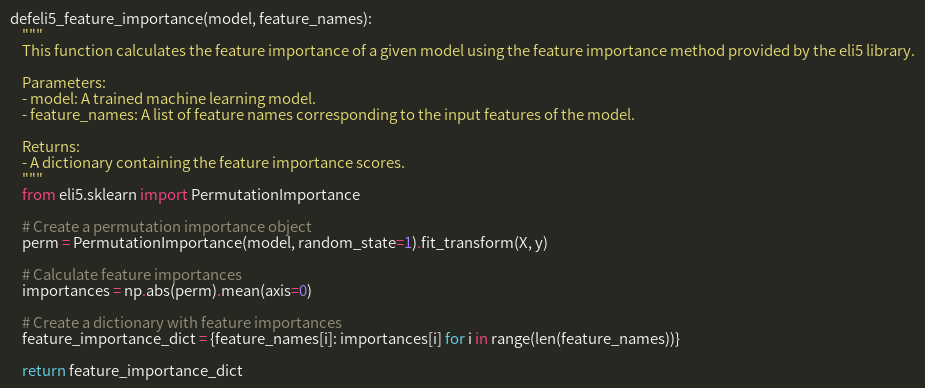 defeli5_feature_importance(model, feature_names):
"""
This function calculates the feature importance of a given model using the feature importance method provided by the eli5 library.
Parameters:
- model: A trained machine learning model.
- feature_names: A list of feature names corresponding to the input features of the model.
Returns:
- A dictionary containing the feature importance scores.
"""
from eli5.sklearn import PermutationImportance
# Create a permutation importance object
perm = PermutationImportance(model, random_state=1).fit_transform(X, y)
# Calculate feature importances
importances = np.abs(perm).mean(axis=0)
# Create a dictionary with feature importances
feature_importance_dict = {feature_names[i]: importances[i] for i in range(len(feature_names))}
return feature_importance_dict